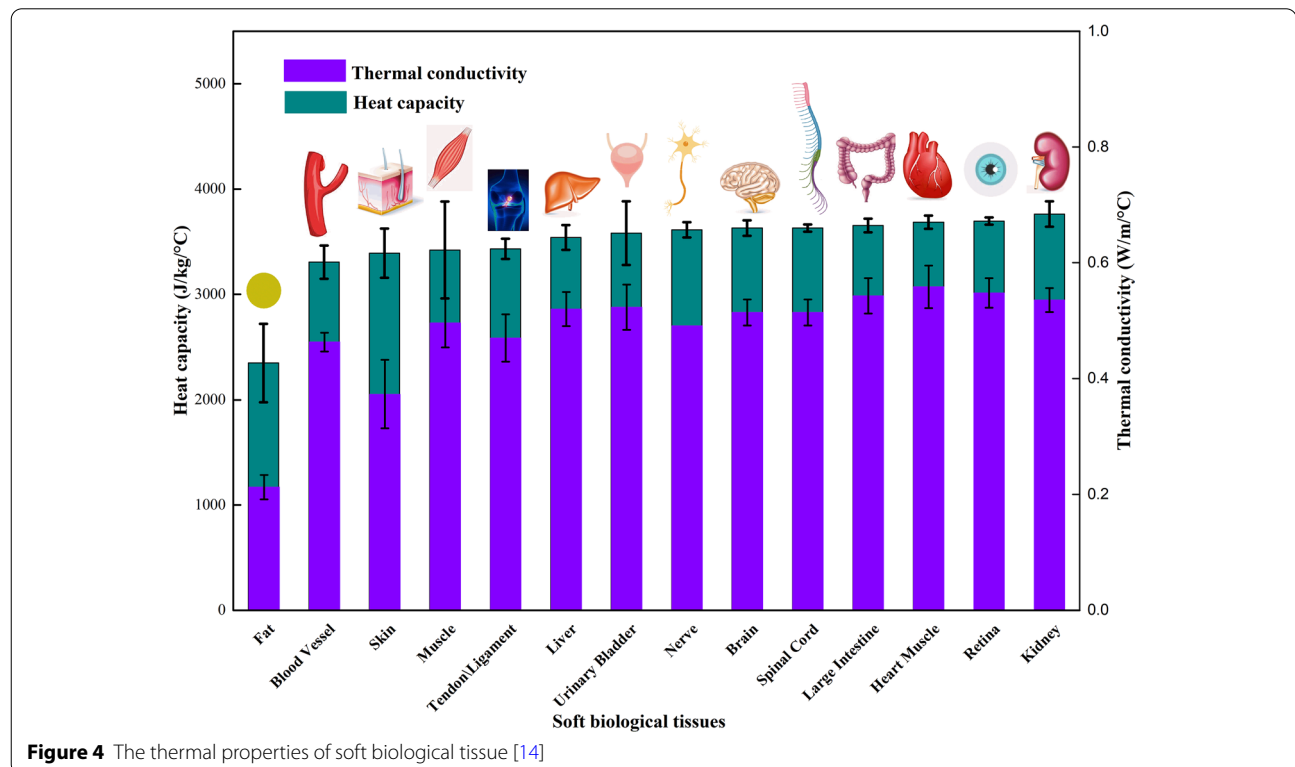 Thermal conductivity
Heat capacity
Heat capacity (J/kg/°C)
5000
4000
3000
2000
1000
0
Thermal conductivity (W/m/°C)
1.0
0.8
0.6
0.4
0.2
0.0
Fat
Blood Vessel
Skin
Muscle
Tendon\Ligament
Liver
Urinary Bladder
Nerve
Brain
Spinal Cord
Large Intestine
Heart Muscle
Retina
Kidney
Soft biological tissues
Figure 4 The thermal properties of soft biological tissue [14]